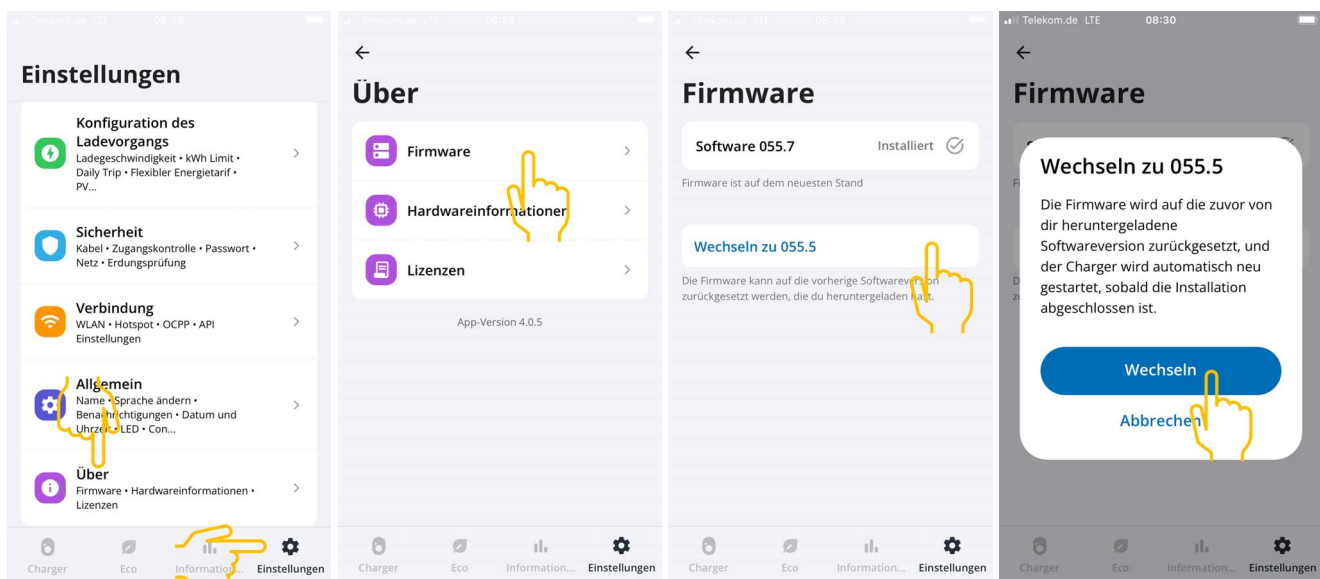 Telekom.de LTE 08:28
Einstellungen
Konfiguration des
Ladevorgangs
Ladegeschwindigkeit • kWh Limit •
Daily Trip • Flexibler Energietarif •
PV...
Sicherheit
Kabel • Zugangskontrolle • Passwort •
Netz • Erdungsprüfung
Verbindung
WLAN • Hotspot • OCPP • API
Einstellungen
Allgemein
Name • Sprache ändern •
Benachrichtigungen • Datum und
Uhrzeit • LED • Con...
Über
Firmware • Hardwareinformationen •
Lizenzen
Charger Eco Information... Einstellungen
Telekom.de LTE 08:28
Über
Firmware
Hardwareinformationen
Lizenzen
App-Version 4.0.5
Charger Eco Information... Einstellungen
Telekom.de LTE 08:28
Firmware
Software 055.7 Installiert
Firmware ist auf dem neuesten Stand
Wechseln zu 055.5
Die Firmware kann auf die vorherige Softwareversion
zurückgesetzt werden, die du heruntergeladen hast.
Charger Eco Information... Einstellungen
Telekom.de LTE 08:30
Firmware
Wechseln zu 055.5
Die Firmware wird auf die zuvor von
dir heruntergeladene
Softwareversion zurückgesetzt, und
der Charger wird automatisch neu
gestartet, sobald die Installation
abgeschlossen ist.
Wechseln
Abbrechen
Charger Eco Information... Einstellungen